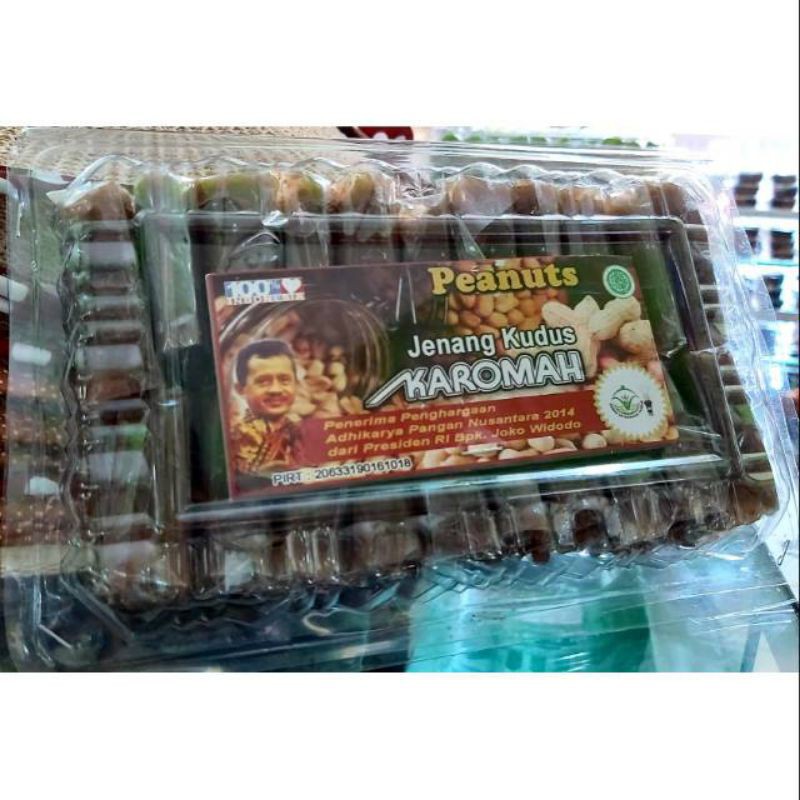 100%
INDONESIA
Peanuts
Jenang Kudus
KAROMAH
Penerima Penghargaan
Adhikarya Pangan Nusantara 2014
dari Presiden RI Bpk. Joko Widodo
PIRT : 20633190161018